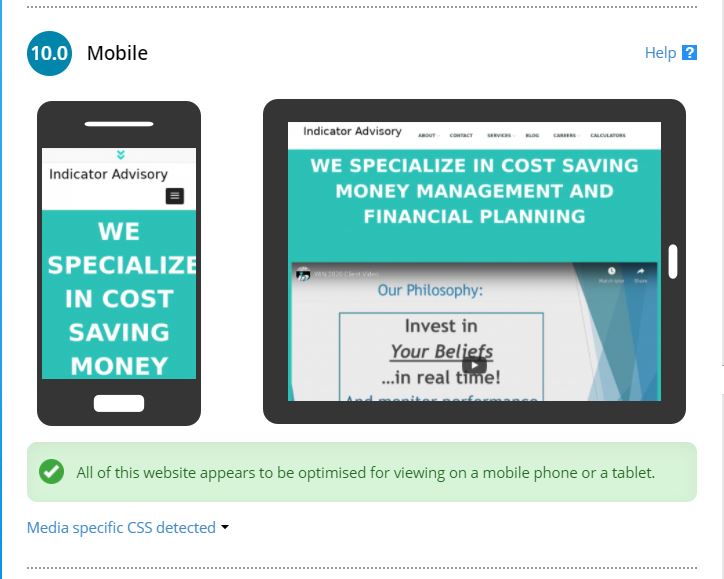 10.0 Mobile Help ?
Indicator Advisory
WE
SPECIALIZE
IN COST
SAVING
MONEY
Indicator Advisory ABOUT CONTACT SERVICES BLOG CAREERS CALCULATORS
WE SPECIALIZE IN COST SAVING
MONEY MANAGEMENT AND
FINANCIAL PLANNING
2020 Client Video
Watch later Share
Our Philosophy:
Invest in
Your Beliefs
...in real time!
And monitor performance
All of this website appears to be optimised for viewing on a mobile phone or a tablet.
Media specific CSS detected